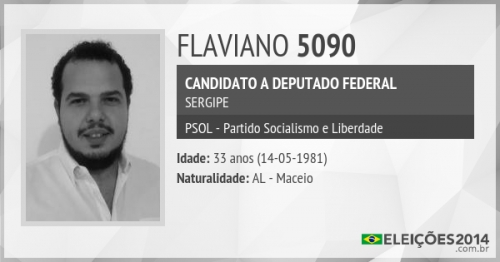 FLAVIANO 5090
CANDIDATO A DEPUTADO FEDERAL
SERGIPE
PSOL - Partido Socialismo e Liberdade
Idade: 33 anos (14-05-1981)
Naturalidade: AL - Maceio
ELEIÇÕES2014
.com.br